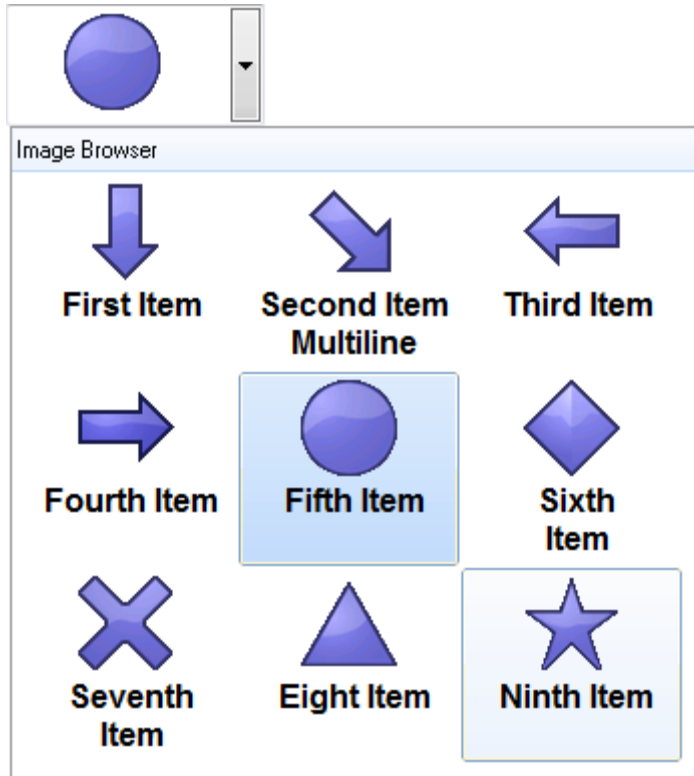 Image Browser
First Item
Second Item
Multiline
Third Item
Fourth Item
Fifth Item
Sixth
Item
Seventh
Item
Eight Item
Ninth Item